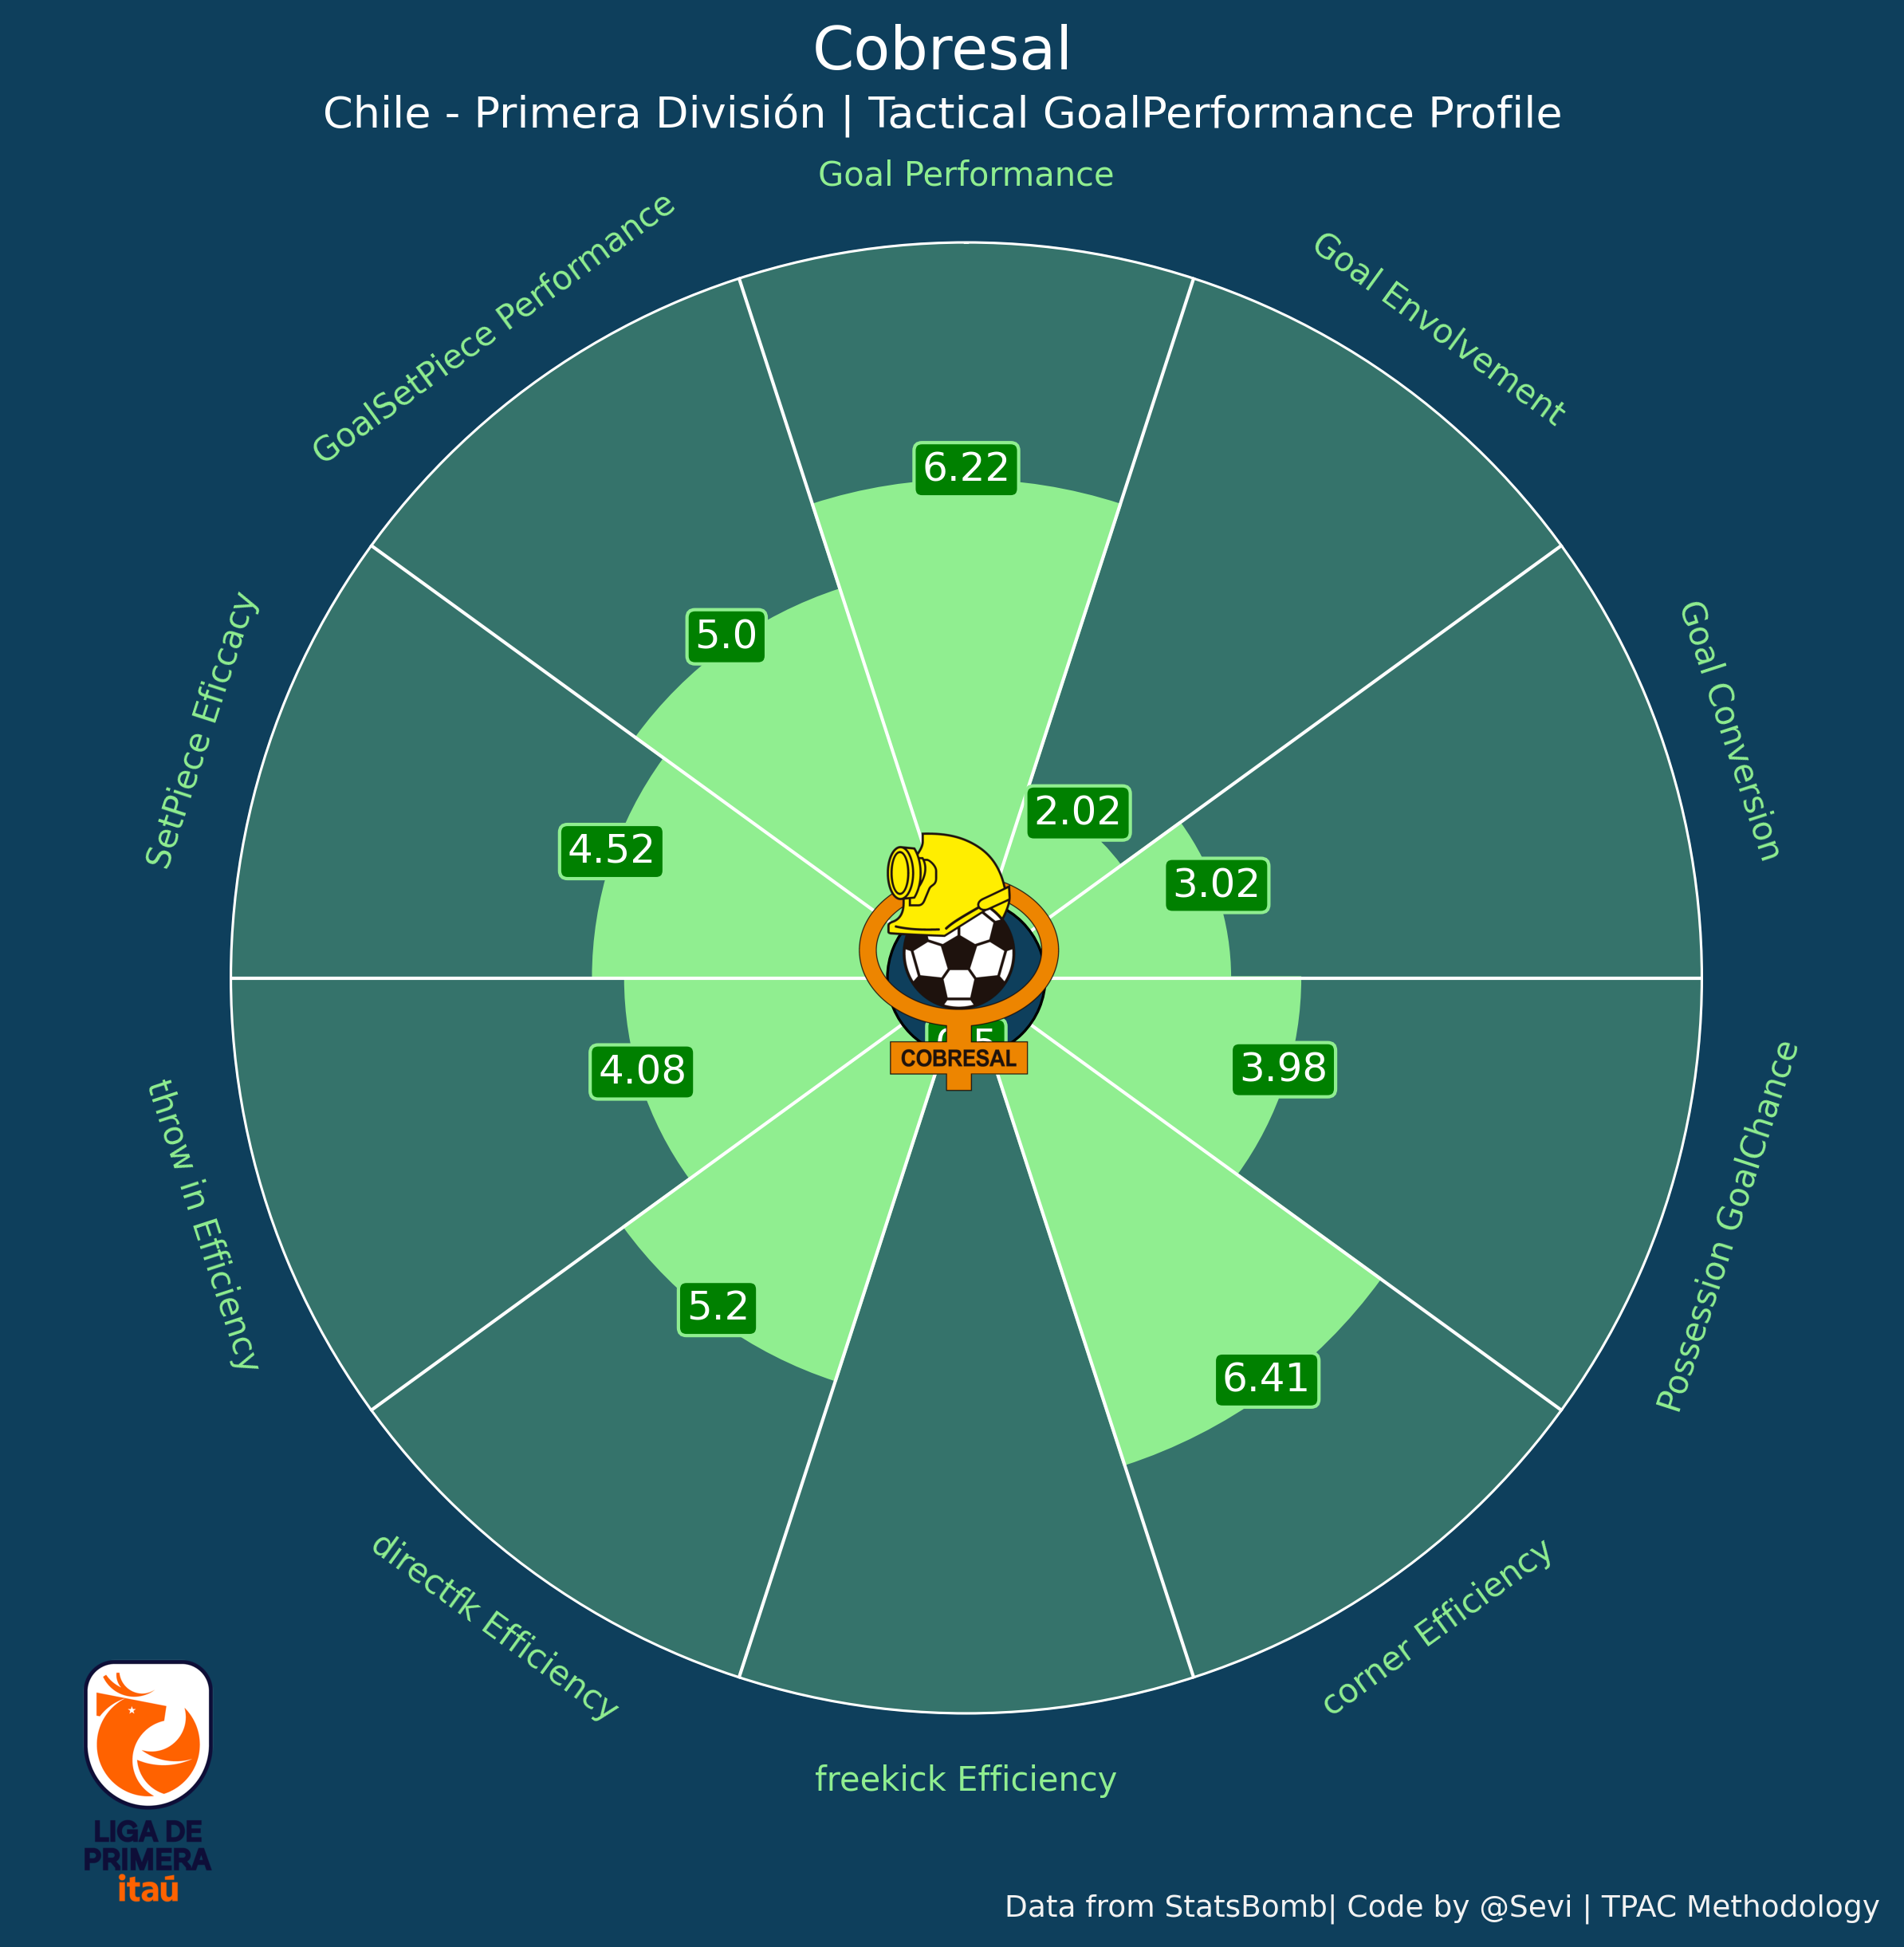 Cobresal
Chile - Primera División | Tactical GoalPerformance Profile
Goal Performance
GoalSetPiece Performance
Goal Envolvement
SetPiece Eficcacy
Goal Conversion
6.22
5.0
2.02
4.52
3.02
COBRESAL
4.08
3.98
5.2
6.41
throw in Efficiency
Possession GoalChance
directfk Efficiency
corner Efficiency
freekick Efficiency
LIGA DE
PRIMERA
itaú
Data from StatsBomb| Code by @Sevi | TPAC Methodology